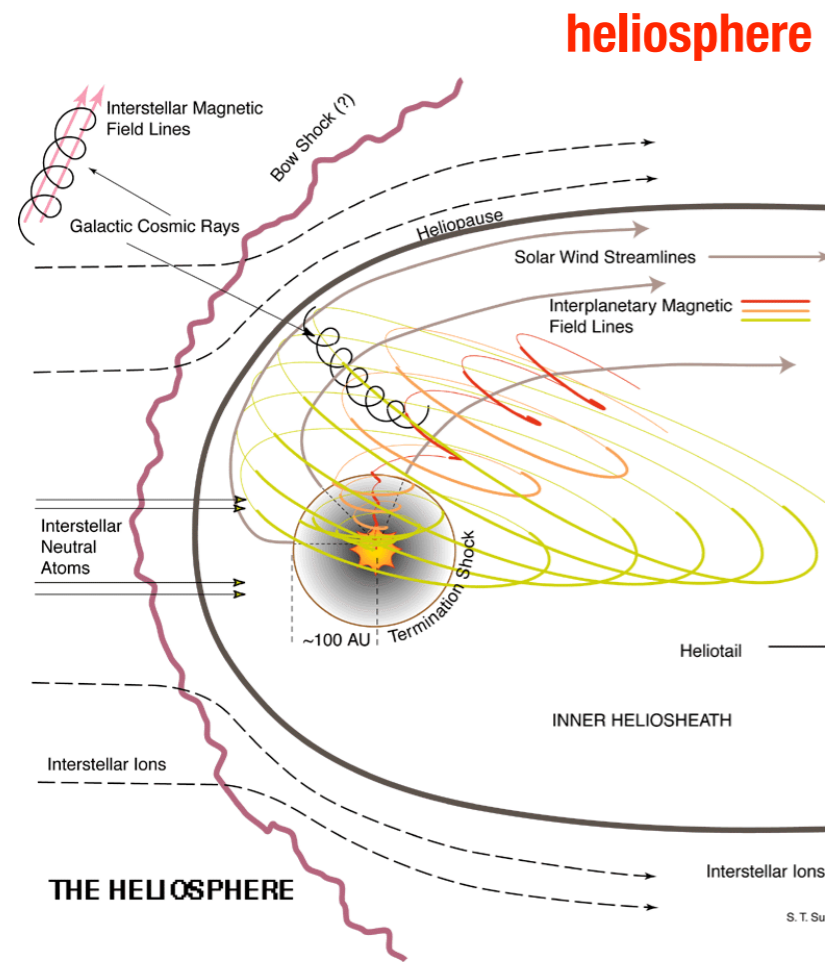 heliosphere
Interstellar Magnetic
Field Lines
Bow Shock (?)
Galactic Cosmic Rays
Heliopause
Solar Wind Streamlines
Interplanetary Magnetic
Field Lines
Interstellar
Neutral
Atoms
Termination Shock
~100 AU
Heliotail
INNER HELIOSHEATH
Interstellar Ions
Interstellar Ions
THE HELIOSPHERE
S. T. Su